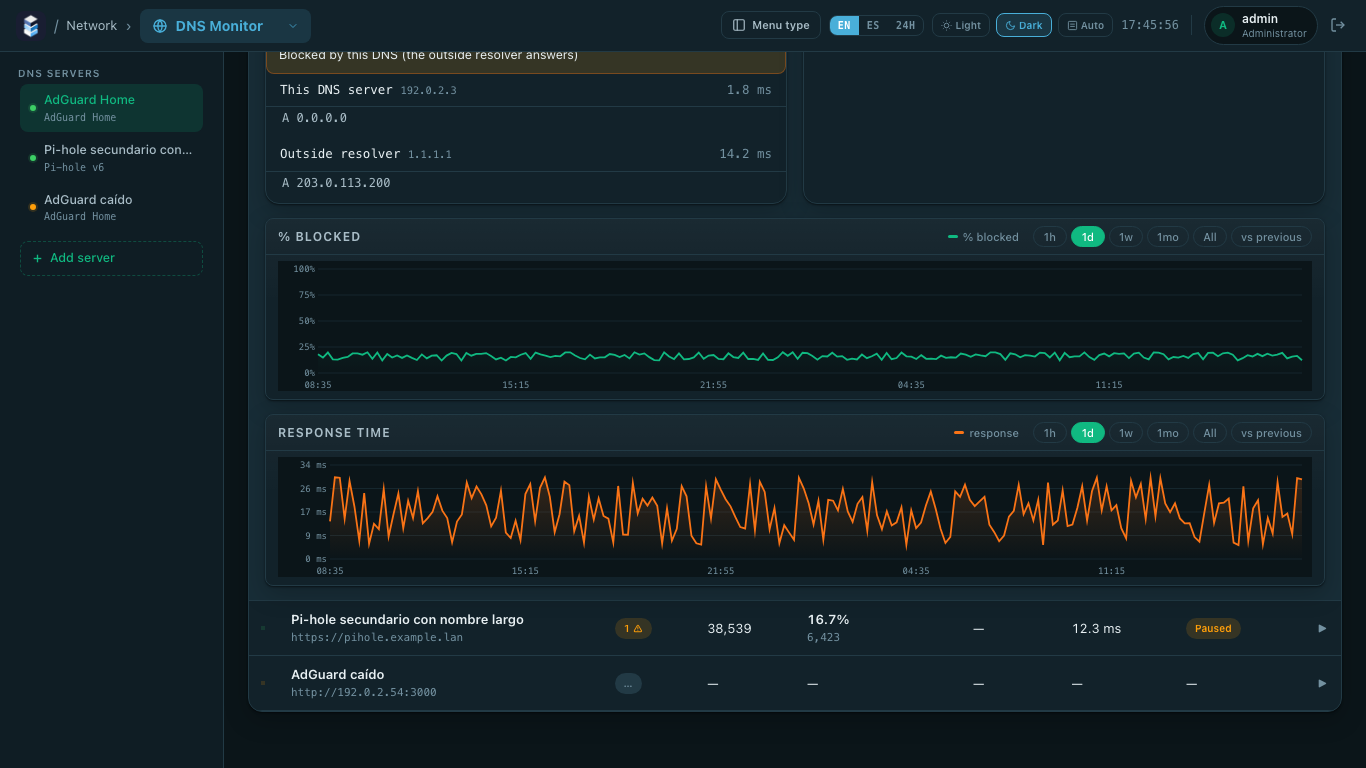 / Network › DNS Monitor
Menu type
EN ES 24H
Light Dark Auto
17:45:56
A admin
Administrator
DNS SERVERS
AdGuard Home
AdGuard Home
Pi-hole secundario con...
Pi-hole v6
AdGuard caído
AdGuard Home
+ Add server
Blocked by this DNS (the outside resolver answers)
This DNS server 192.0.2.3 1.8 ms
A 0.0.0.0
Outside resolver 1.1.1.1 14.2 ms
A 203.0.113.200
% BLOCKED
% blocked 1h 1d 1w 1mo All vs previous
100%
75%
50%
25%
0%
08:35 15:15 21:55 04:35 11:15
RESPONSE TIME
response 1h 1d 1w 1mo All vs previous
34 ms
26 ms
17 ms
9 ms
0 ms
08:35 15:15 21:55 04:35 11:15
Pi-hole secundario con nombre largo
https://pihole.example.lan
1 ⚠ 38,539 16.7% — 12.3 ms Paused
6,423
AdGuard caído
http://192.0.2.54:3000
… — — — — —